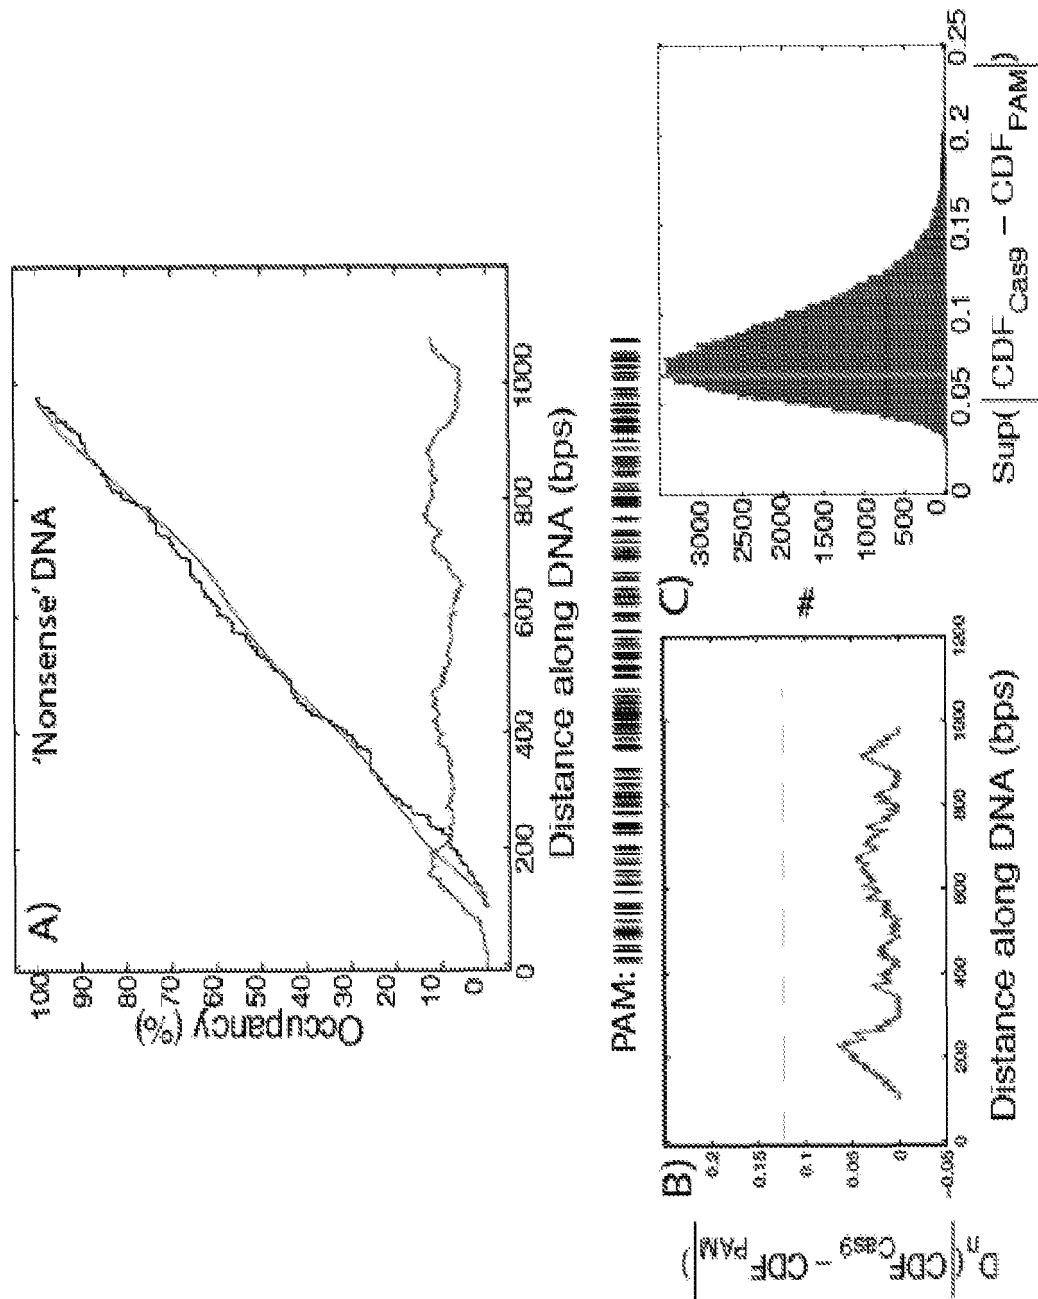 A)
'Nonsense' DNA
Occupancy (%)
100
90
80
70
60
50
40
30
20
10
0
0 200 400 600 800 1000
Distance along DNA (bps)
PAM:
B)
|D_n(CDF_Cas9 – CDF_PAM)|
0.2
0.15
0.1
0.05
0
-0.05
0 200 400 600 800 1000 1200
Distance along DNA (bps)
C)
#
3000
2500
2000
1500
1000
500
0
0 0.05 0.1 0.15 0.2 0.25
Sup(|CDF_Cas9 – CDF_PAM|)